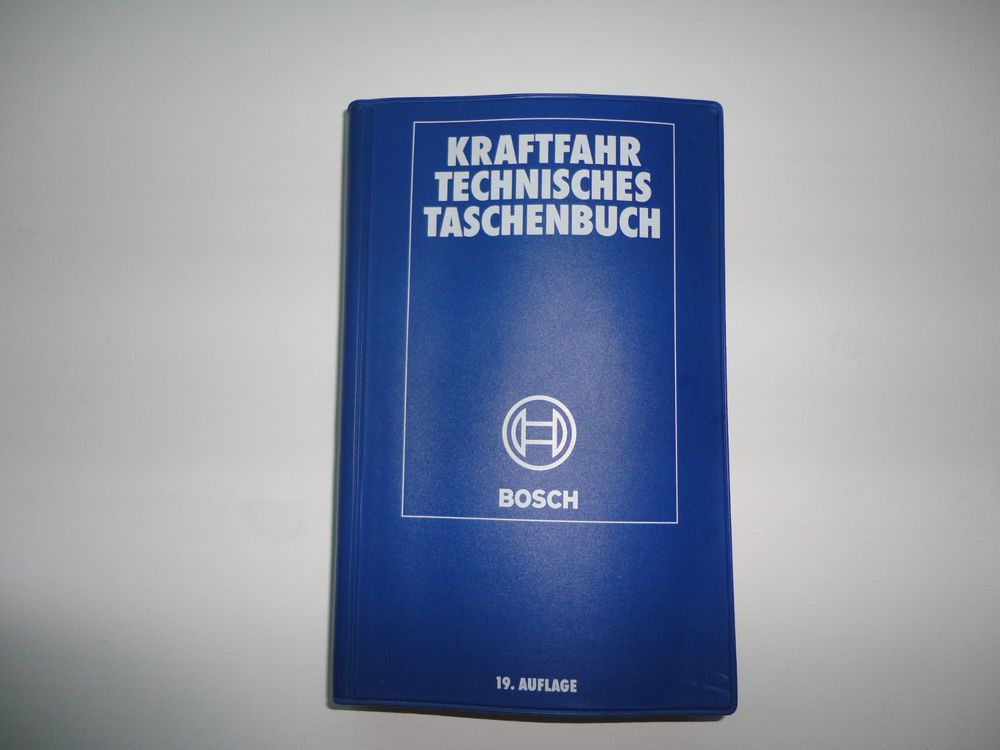 KRAFTFAHR
TECHNISCHES
TASCHENBUCH
BOSCH
19. AUFLAGE